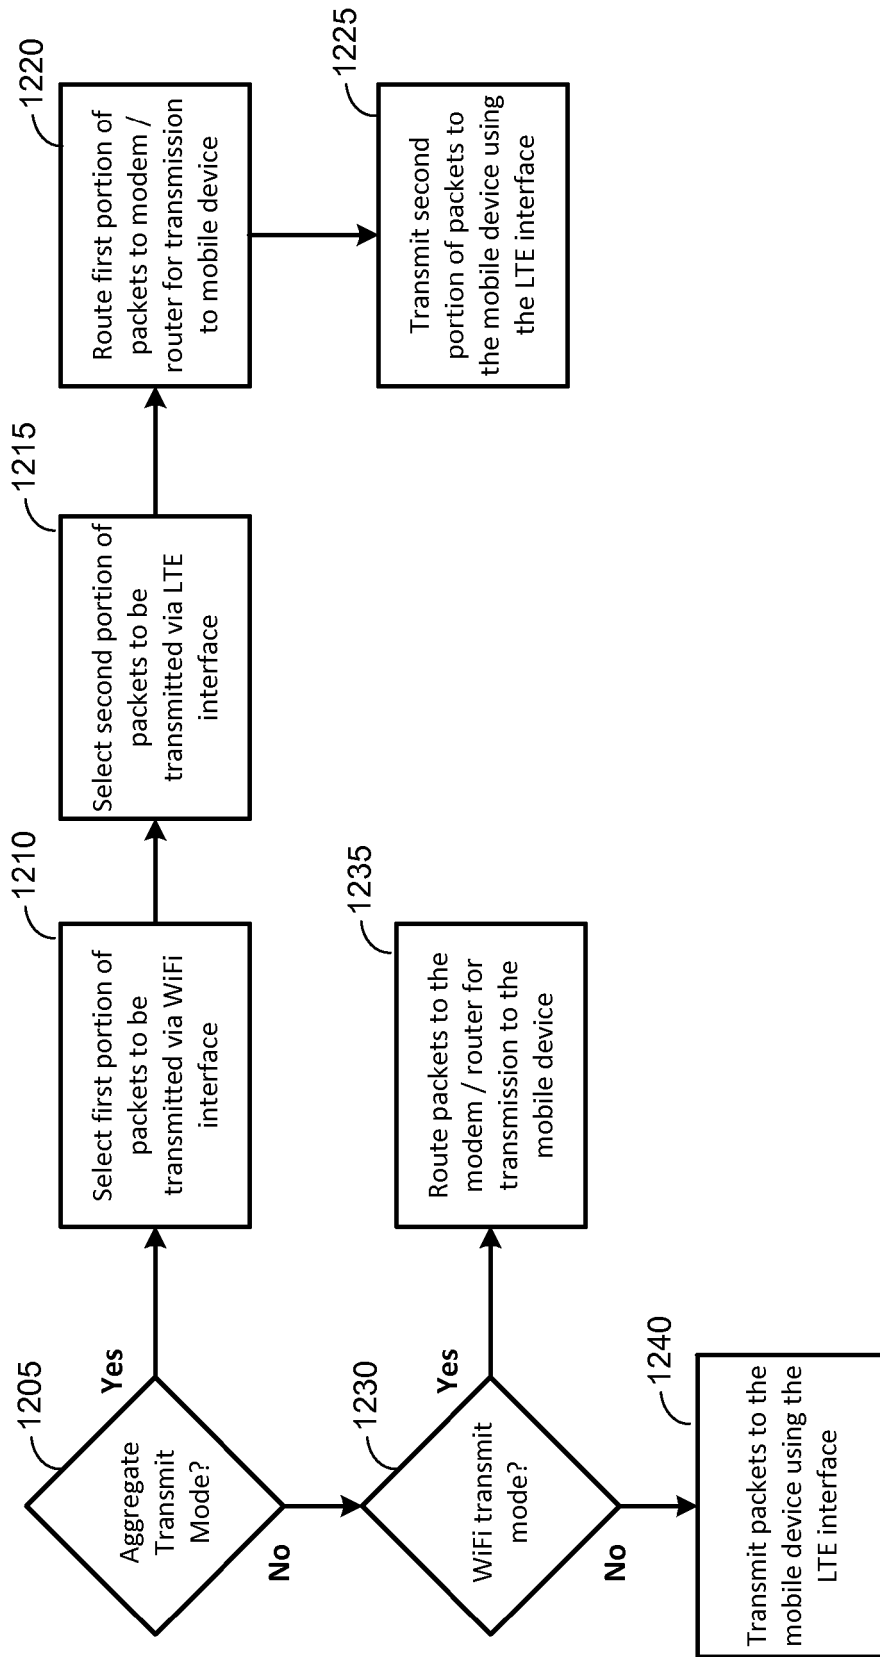 1205
Aggregate
Transmit
Mode?
Yes
No
1210
Select first portion of
packets to be
transmitted via WiFi
interface
1215
Select second portion of
packets to be
transmitted via LTE
interface
1220
Route first portion of
packets to modem /
router for transmission
to mobile device
1225
Transmit second
portion of packets to
the mobile device using
the LTE interface
1230
WiFi transmit
mode?
Yes
No
1235
Route packets to the
modem / router for
transmission to the
mobile device
1240
Transmit packets to the
mobile device using the
LTE interface